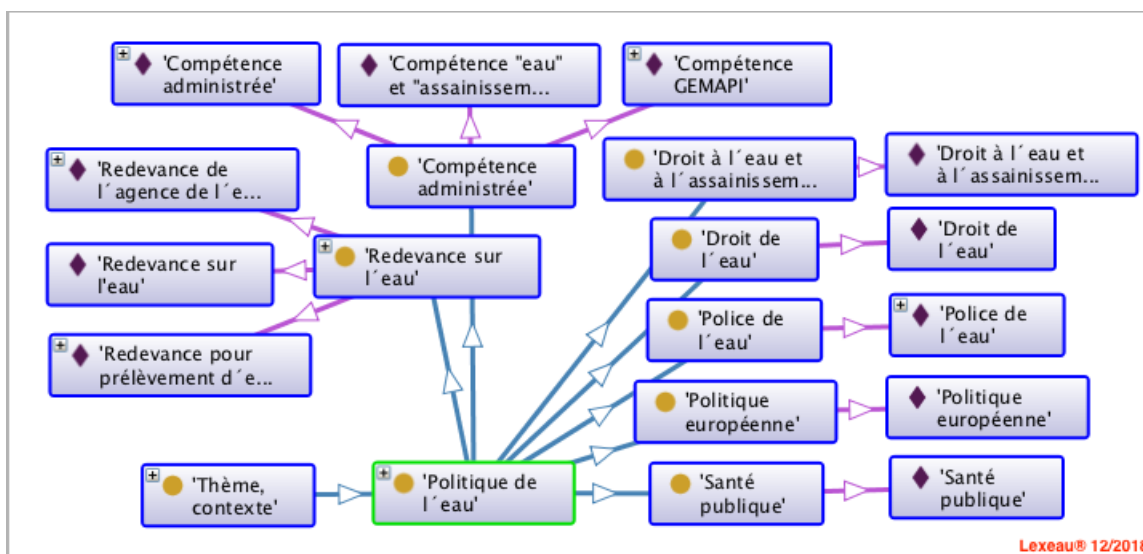 'Compétence
administrée'
'Compétence "eau"
et "assainissem...
'Compétence
GEMAPI'
'Redevance de
l´agence de l´e...
'Compétence
administrée'
'Droit à l´eau et
à l´assainissem...
'Droit à l´eau et
à l´assainissem...
'Redevance sur
l'eau'
'Redevance sur
l´eau'
'Droit de
l´eau'
'Droit de
l´eau'
'Redevance pour
prélèvement d´e...
'Police de
l´eau'
'Police de
l´eau'
'Politique
européenne'
'Politique
européenne'
'Thème,
contexte'
'Politique de
l´eau'
'Santé
publique'
'Santé
publique'
Lexeau® 12/2018